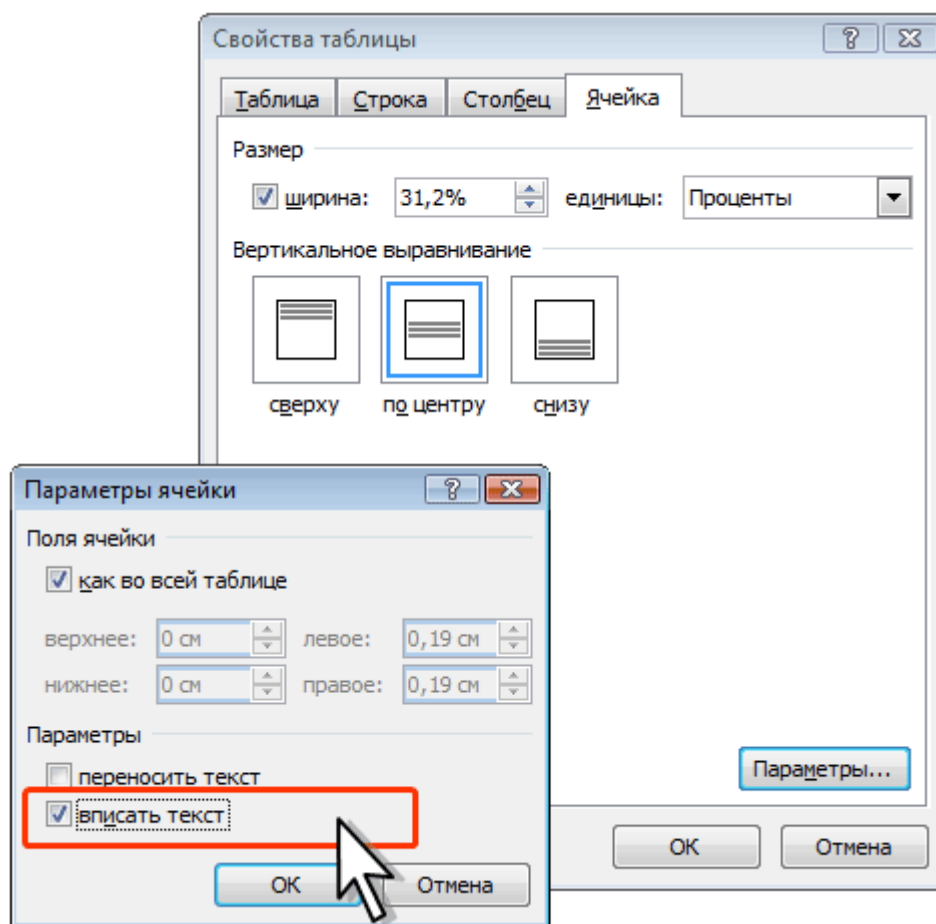 Свойства таблицы
Таблица Строка Столбец Ячейка
Размер
ширина: 31,2% единицы: Проценты
Вертикальное выравнивание
сверху по центру снизу
Параметры ячейки
Поля ячейки
как во всей таблице
верхнее: 0 см левое: 0,19 см
нижнее: 0 см правое: 0,19 см
Параметры
Параметры...
переносить текст
вписать текст
ОК Отмена
ОК Отмена